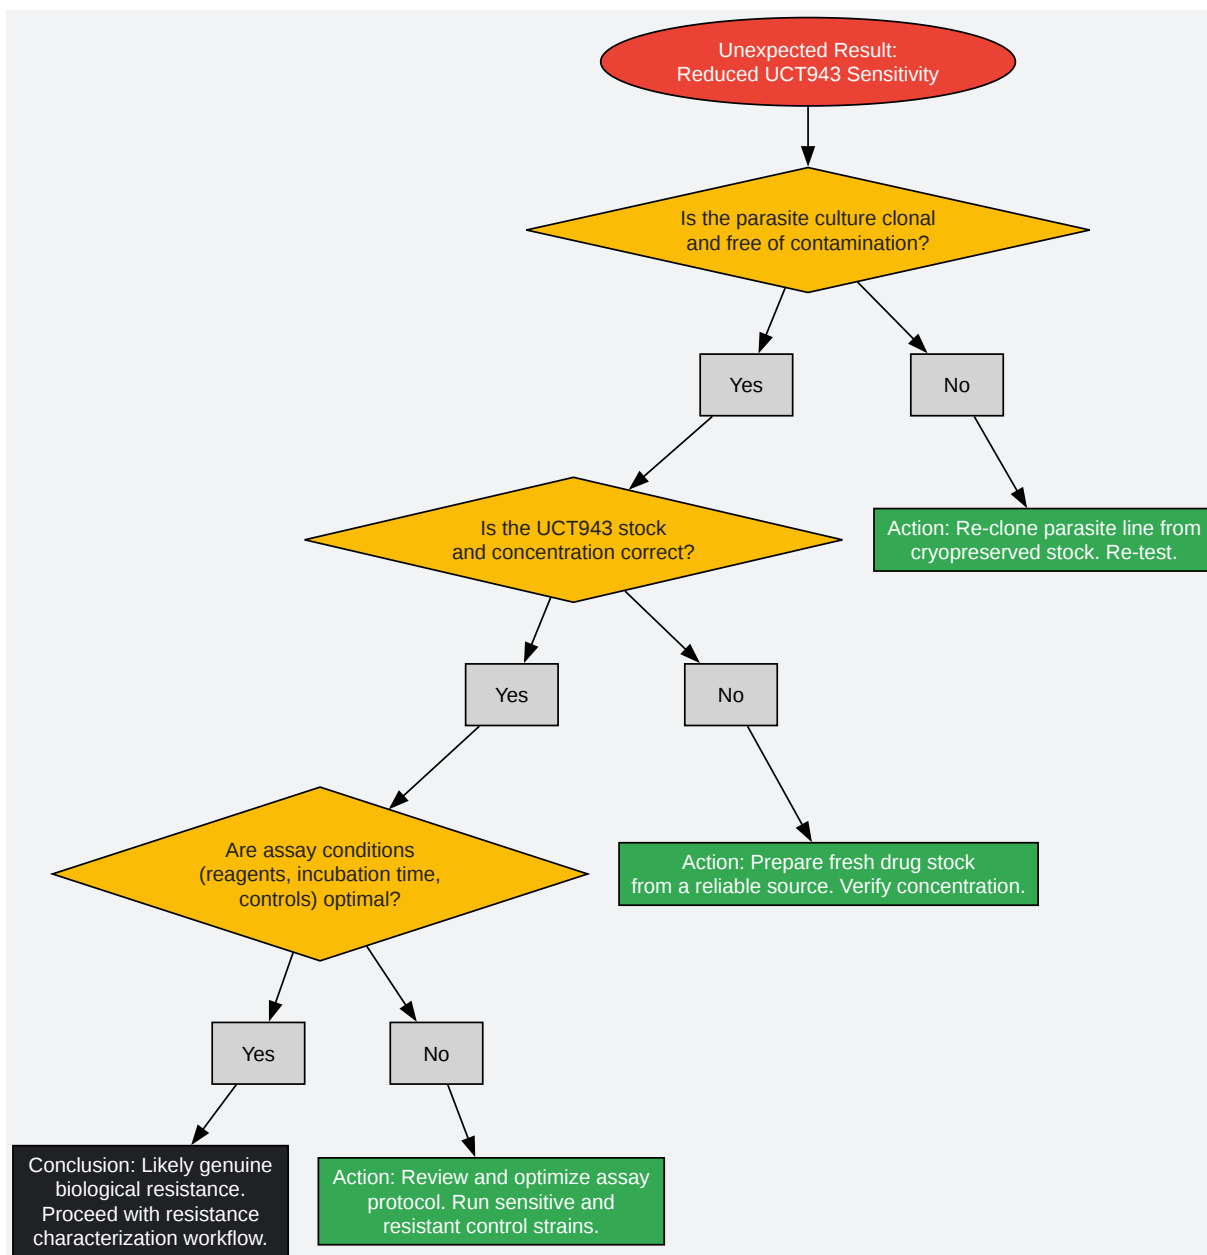 Unexpected Result:
Reduced UCT943 Sensitivity
Is the parasite culture clonal
and free of contamination?
Yes
No
Is the UCT943 stock
and concentration correct?
Action: Re-clone parasite line from
cryopreserved stock. Re-test.
Yes
No
Are assay conditions
(reagents, incubation time,
controls) optimal?
Action: Prepare fresh drug stock
from a reliable source. Verify concentration.
Yes
No
Conclusion: Likely genuine
biological resistance.
Proceed with resistance
characterization workflow.
Action: Review and optimize assay
protocol. Run sensitive and
resistant control strains.